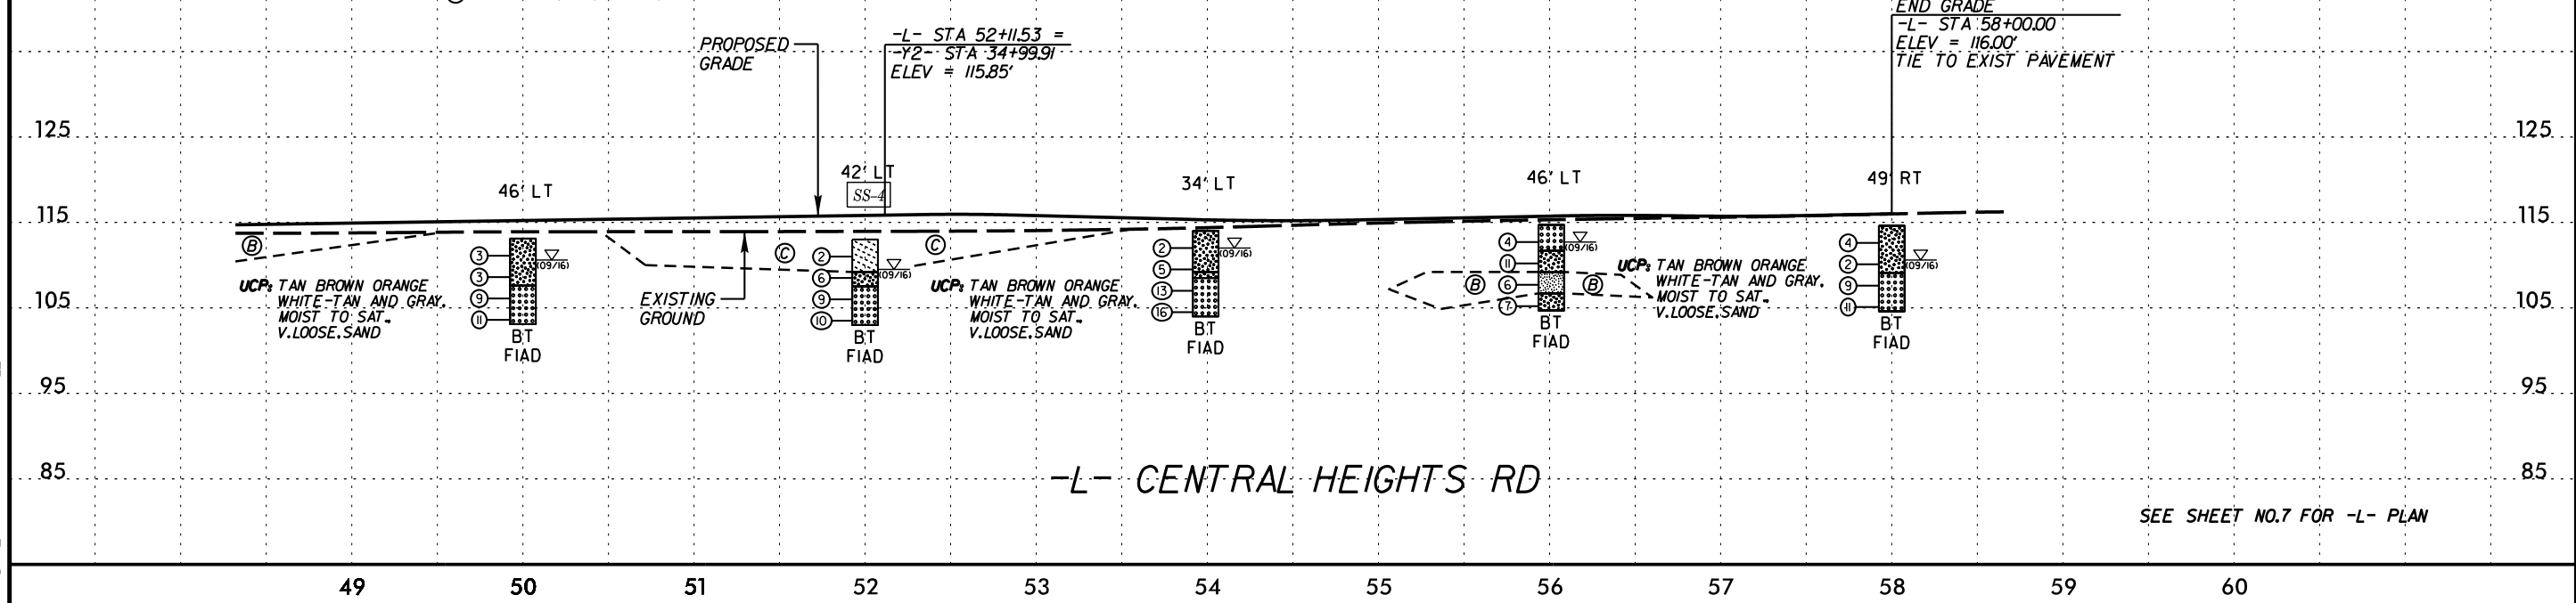 END GRADE
-L- STA 58+00.00
ELEV = 116.00'
TIE TO EXIST PAVEMENT
-L- STA 52+11.53 =
-Y2- STA 34+99.91
ELEV = 115.85'
PROPOSED
GRADE
125
125
42' LT
SS-4
46' LT
34' LT
46' LT
49' RT
115
115
B
C
C
3
3
9
11
(09/16)
2
6
9
10
(09/16)
2
5
13
16
(09/16)
4
11
6
7
(09/16)
B
B
4
2
9
11
(09/16)
UCP: TAN BROWN ORANGE
WHITE-TAN AND GRAY,
MOIST TO SAT.,
V.LOOSE,SAND
EXISTING
GROUND
UCP: TAN BROWN ORANGE
WHITE-TAN AND GRAY,
MOIST TO SAT.,
V.LOOSE,SAND
UCP: TAN BROWN ORANGE
WHITE-TAN AND GRAY,
MOIST TO SAT.,
V.LOOSE,SAND
105
105
BT
FIAD
BT
FIAD
BT
FIAD
BT
FIAD
BT
FIAD
95
95
85
85
-L- CENTRAL HEIGHTS RD
SEE SHEET NO.7 FOR -L- PLAN
49 50 51 52 53 54 55 56 57 58 59 60